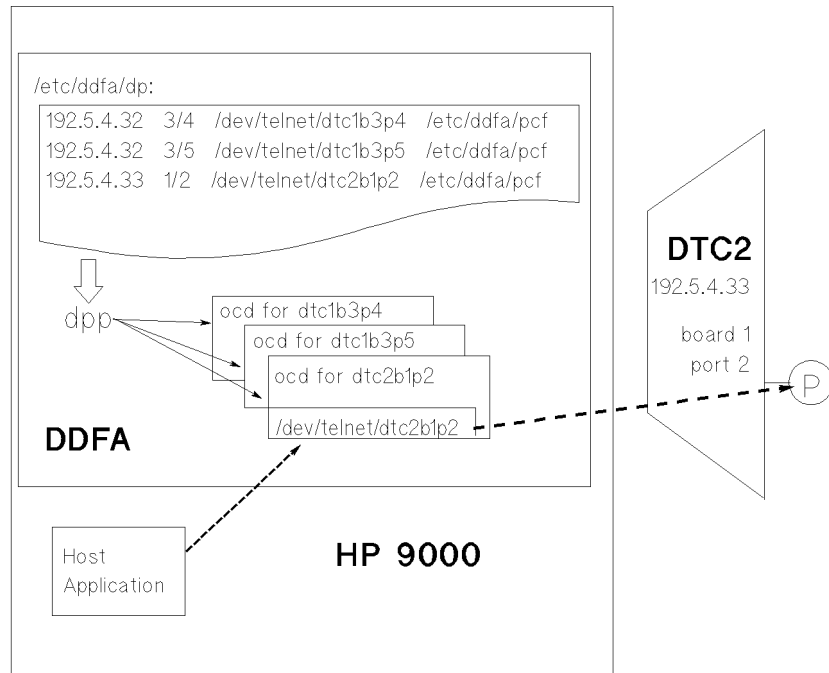 /etc/ddfa/dp:
192.5.4.32 3/4 /dev/telnet/dtc1b3p4 /etc/ddfa/pcf
192.5.4.32 3/5 /dev/telnet/dtc1b3p5 /etc/ddfa/pcf
192.5.4.33 1/2 /dev/telnet/dtc2b1p2 /etc/ddfa/pcf
dpp
ocd for dtc1b3p4
ocd for dtc1b3p5
ocd for dtc2b1p2
/dev/telnet/dtc2b1p2
DDFA
Host
Application
HP 9000
DTC2
192.5.4.33
board 1
port 2
P